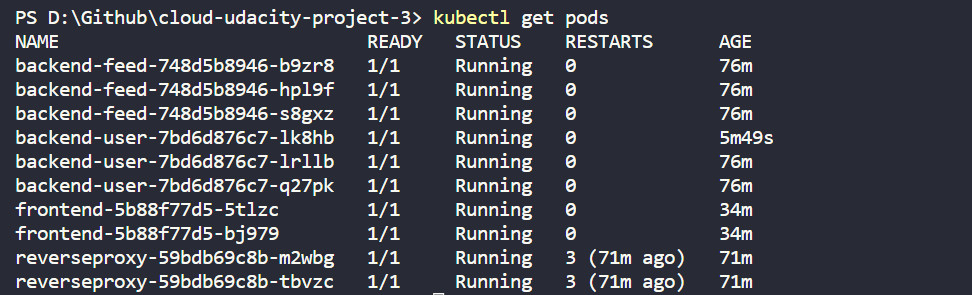 PS D:\Github\cloud-udacity-project-3> kubectl get pods
NAME READY STATUS RESTARTS AGE
backend-feed-748d5b8946-b9zr8 1/1 Running 0 76m
backend-feed-748d5b8946-hpl9f 1/1 Running 0 76m
backend-feed-748d5b8946-s8gxz 1/1 Running 0 76m
backend-user-7bd6d876c7-lk8hb 1/1 Running 0 5m49s
backend-user-7bd6d876c7-lrllb 1/1 Running 0 76m
backend-user-7bd6d876c7-q27pk 1/1 Running 0 76m
frontend-5b88f77d5-5tlzc 1/1 Running 0 34m
frontend-5b88f77d5-bj979 1/1 Running 0 34m
reverseproxy-59bdb69c8b-m2wbg 1/1 Running 3 (71m ago) 71m
reverseproxy-59bdb69c8b-tbvzc 1/1 Running 3 (71m ago) 71m